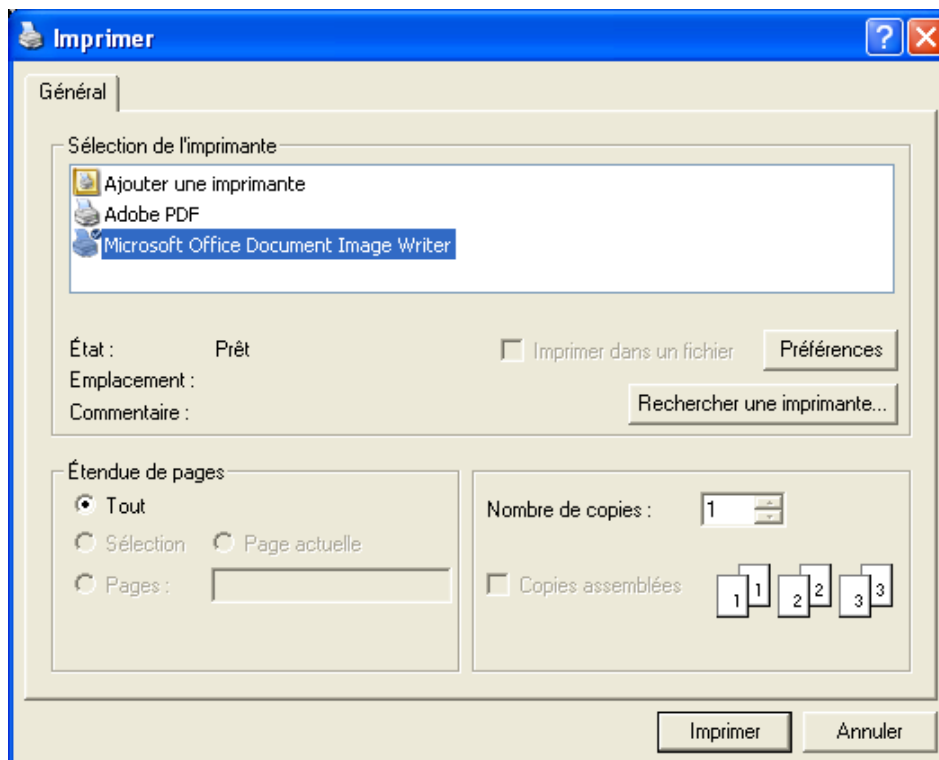 Imprimer
Général
Sélection de l'imprimante
Ajouter une imprimante
Adobe PDF
Microsoft Office Document Image Writer
État : Prêt
Imprimer dans un fichier
Préférences
Emplacement :
Commentaire :
Rechercher une imprimante...
Étendue de pages
Tout
Sélection
Page actuelle
Pages :
Nombre de copies : 1
Copies assemblées
1 1 2 2 3 3
Imprimer
Annuler